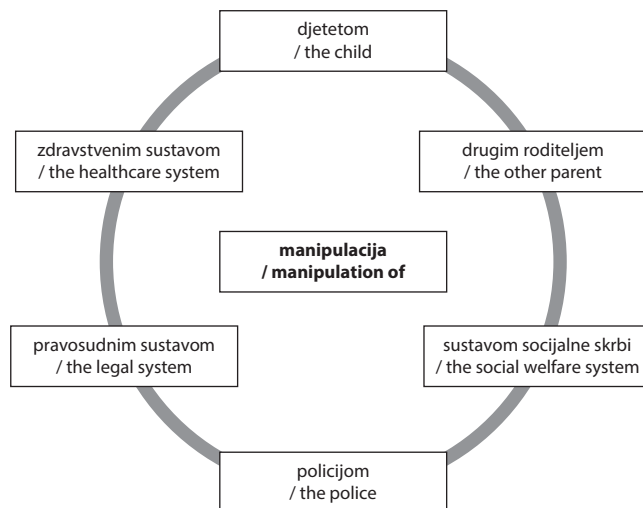 djetetom
/ the child
zdravstvenim sustavom
/ the healthcare system
drugim roditeljem
/ the other parent
manipulacija
/ manipulation of
pravosudnim sustavom
/ the legal system
sustavom socijalne skrbi
/ the social welfare system
policijom
/ the police